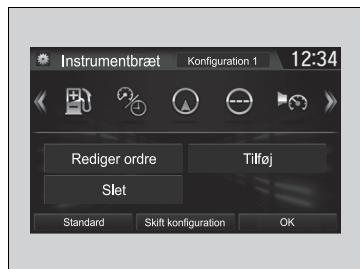 Instrumentbræt Konfiguration 1 12:34
Rediger ordre Tilføj
Slet
Standard Skift konfiguration OK